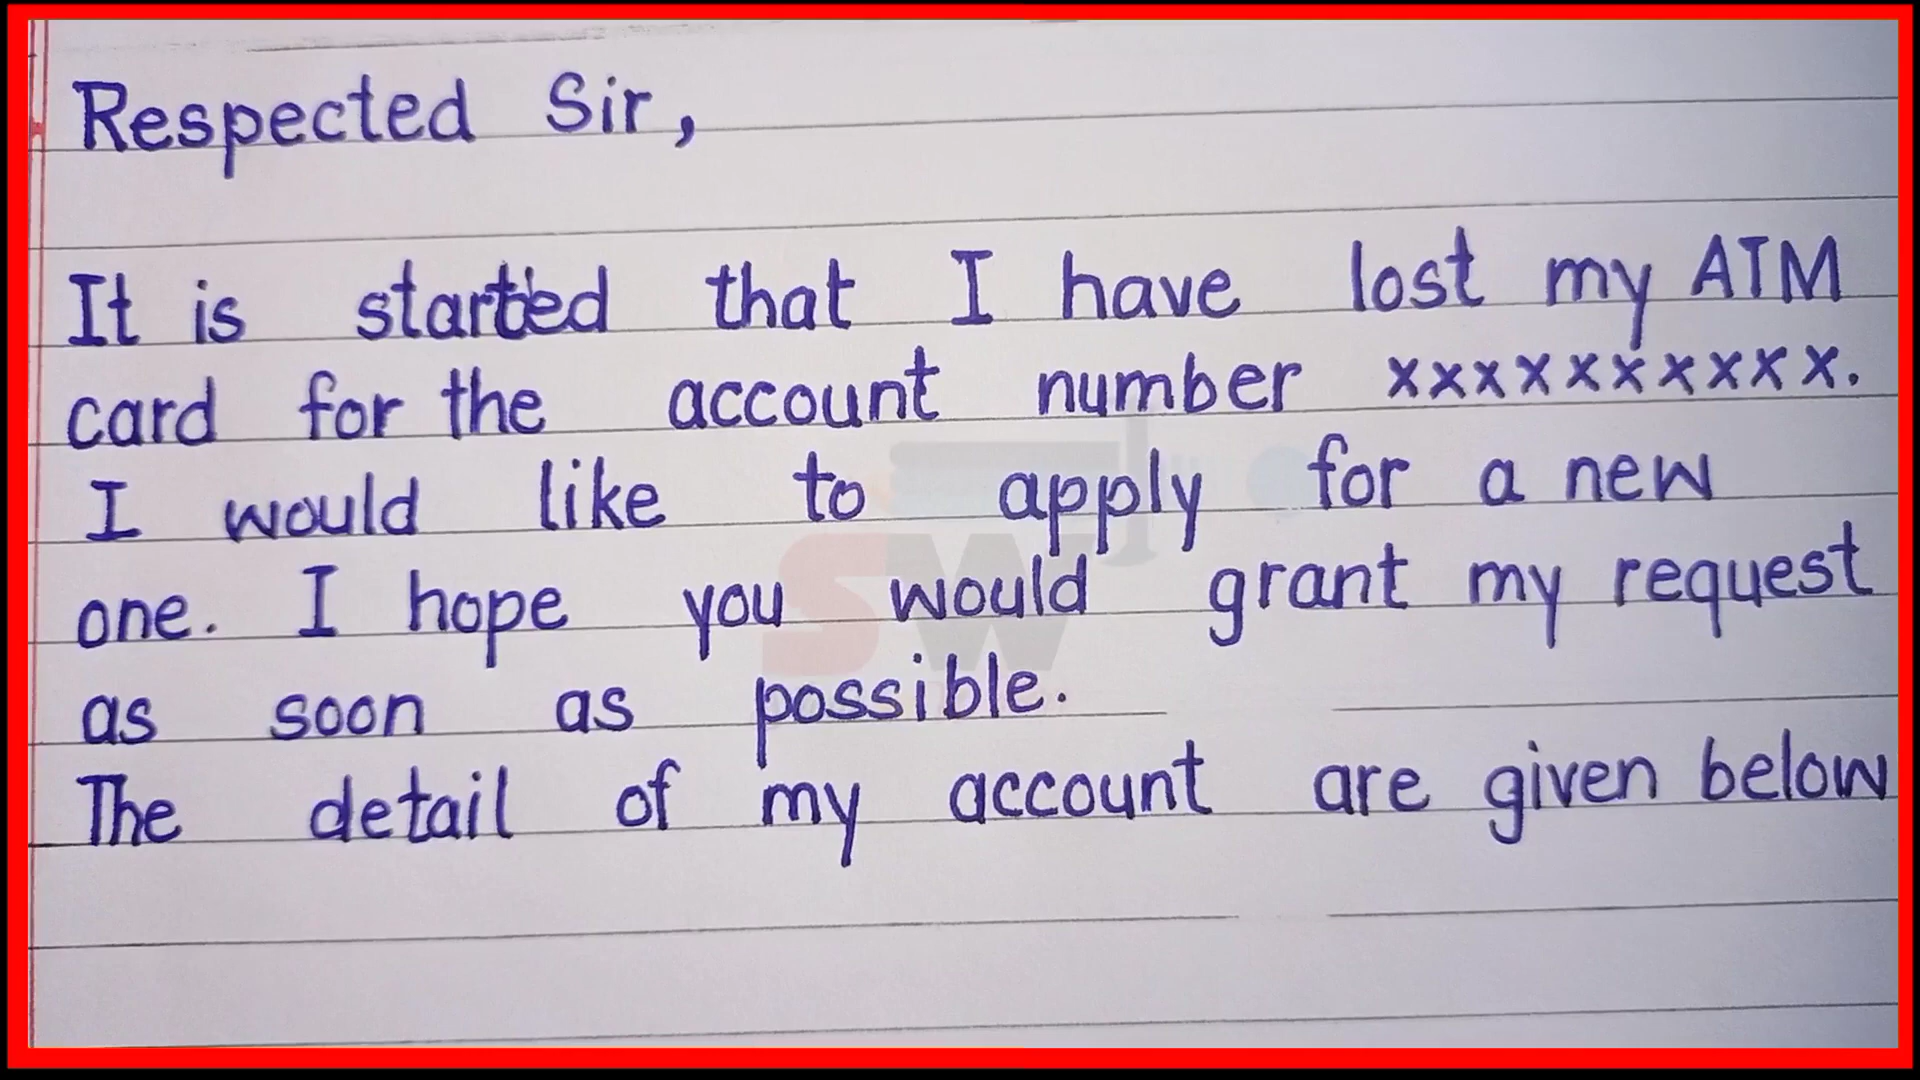 Respected Sir,
It is started that I have lost my ATM
card for the account number xxxxxxxxxx.
I would like to apply for a new
one. I hope you would grant my request
as soon as possible.
The detail of my account are given below
SW